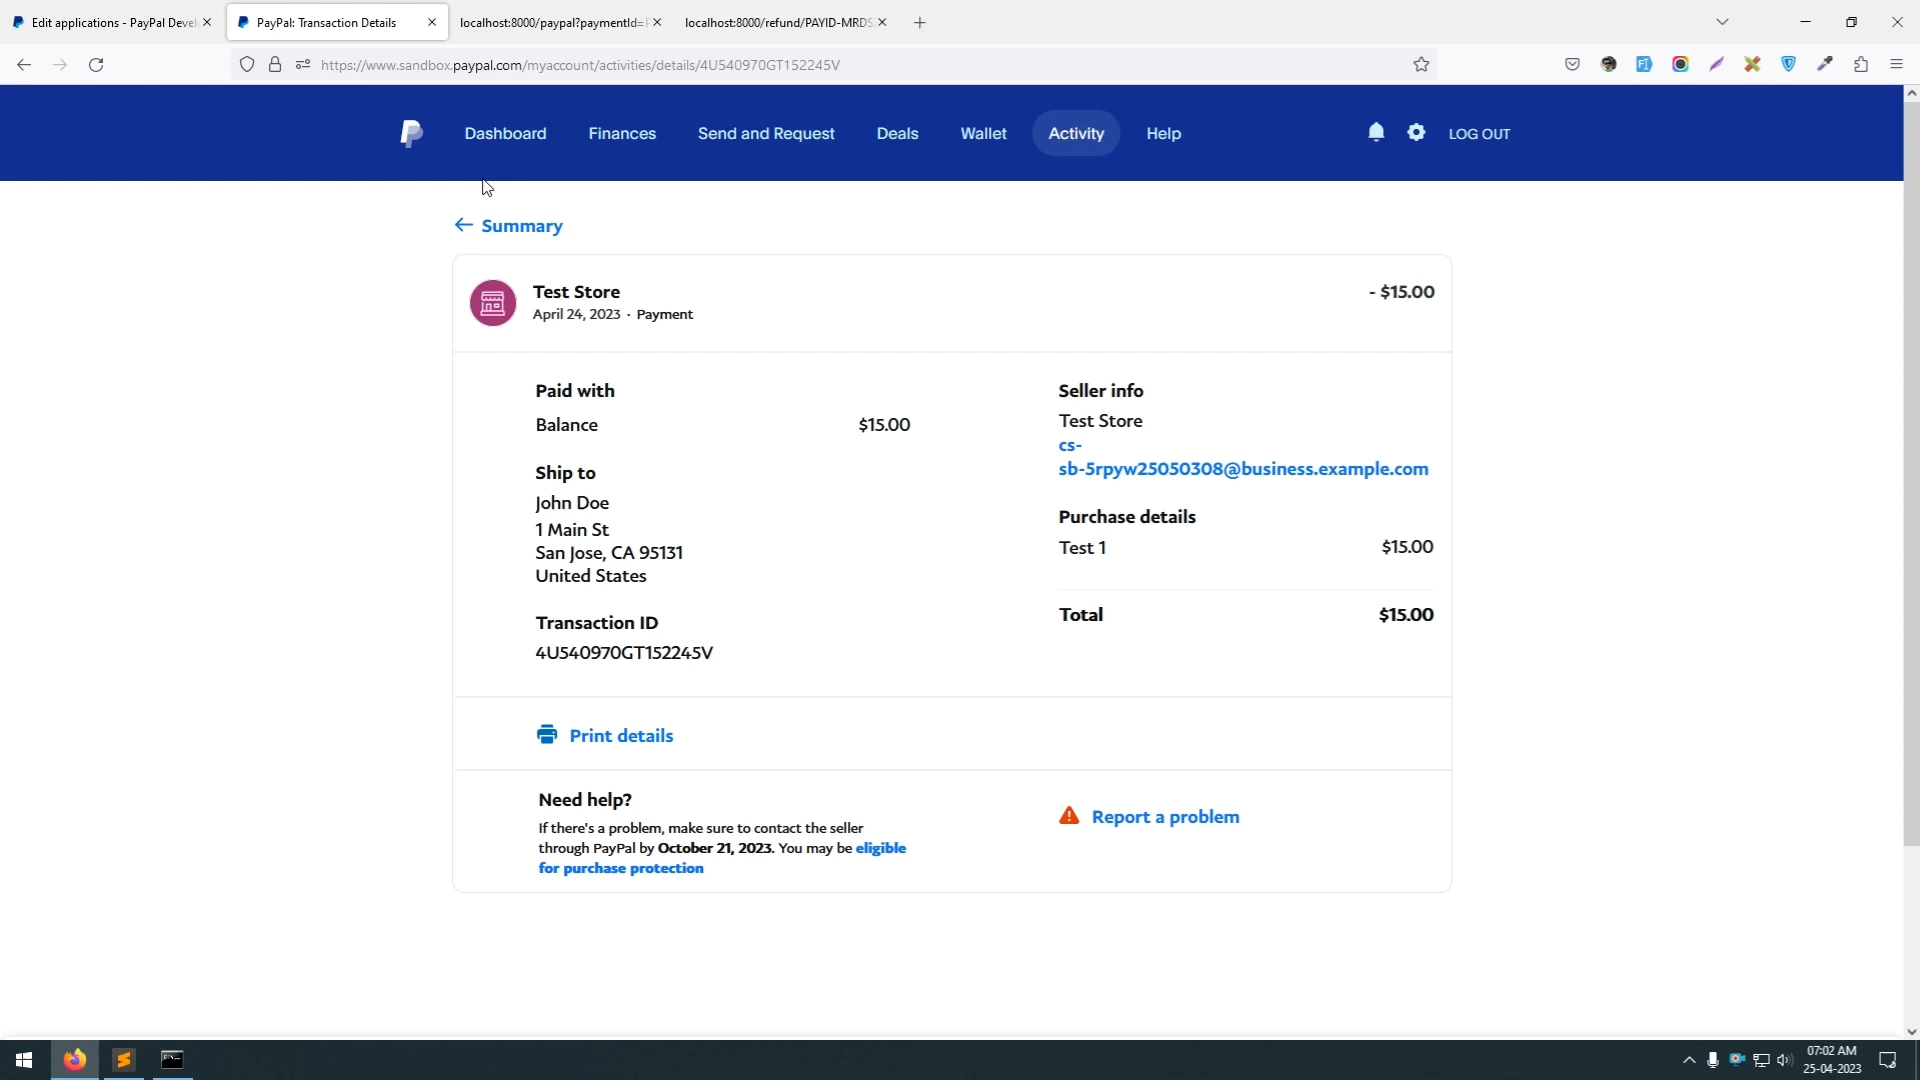 Edit applications - PayPal Devel
PayPal: Transaction Details
localhost:8000/paypal?paymentId=P
localhost:8000/refund/PAYID-MRDS
https://www.sandbox.paypal.com/myaccount/activities/details/4U540970GT152245V
Dashboard
Finances
Send and Request
Deals
Wallet
Activity
Help
LOG OUT
Summary
Test Store
- $15.00
April 24, 2023 · Payment
Paid with
Balance
$15.00
Ship to
John Doe
1 Main St
San Jose, CA 95131
United States
Transaction ID
4U540970GT152245V
Seller info
Test Store
cs-
sb-5rpyw25050308@business.example.com
Purchase details
Test 1
$15.00
Total
$15.00
Print details
Need help?
If there's a problem, make sure to contact the seller
through PayPal by October 21, 2023. You may be eligible
for purchase protection
Report a problem
07:02 AM
25-04-2023